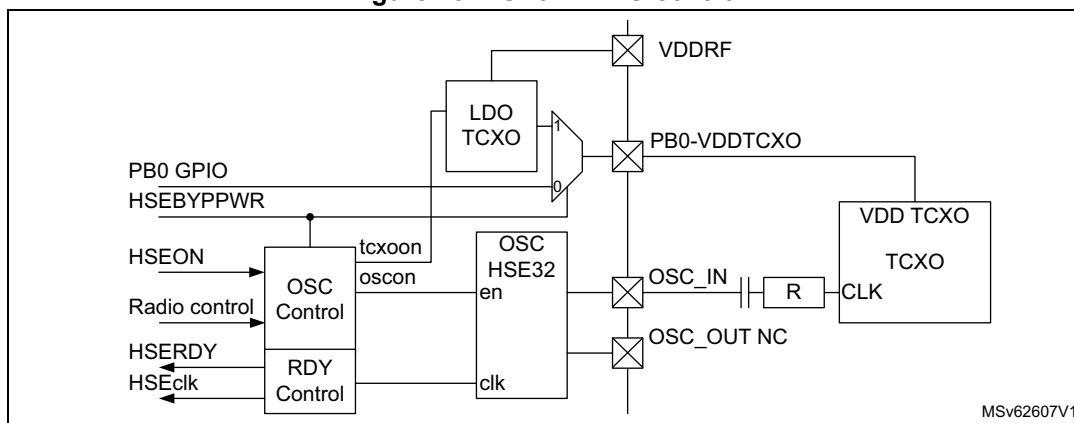 VDDRF
LDO
TCXO
1
PB0-VDDTCXO
PB0 GPIO
0
HSEBYPPWR
VDD TCXO
TCXO
HSEON
tcxoon
OSC
HSE32
oscon
en
OSC
Control
OSC_IN
R
CLK
Radio control
OSC_OUT NC
HSERDY
RDY
Control
HSEclk
clk
MSv62607V1